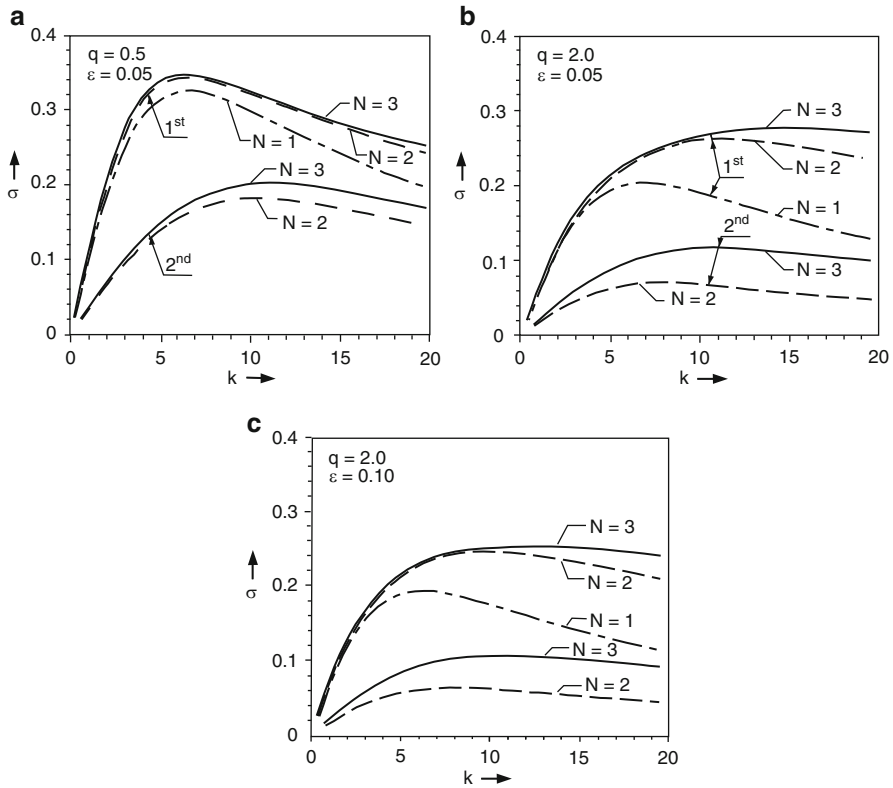 a
0.4
0.3
0.2
0.1
0
σ
q = 0.5
ε = 0.05
1st
N = 3
N = 2
N = 1
N = 3
N = 2
2nd
0
5
10
15
20
k
b
0.4
0.3
0.2
0.1
0
σ
q = 2.0
ε = 0.05
N = 3
N = 2
1st
N = 1
2nd
N = 3
N = 2
0
5
10
15
20
k
c
0.4
0.3
0.2
0.1
0
σ
q = 2.0
ε = 0.10
N = 3
N = 2
N = 1
N = 3
N = 2
0
5
10
15
20
k